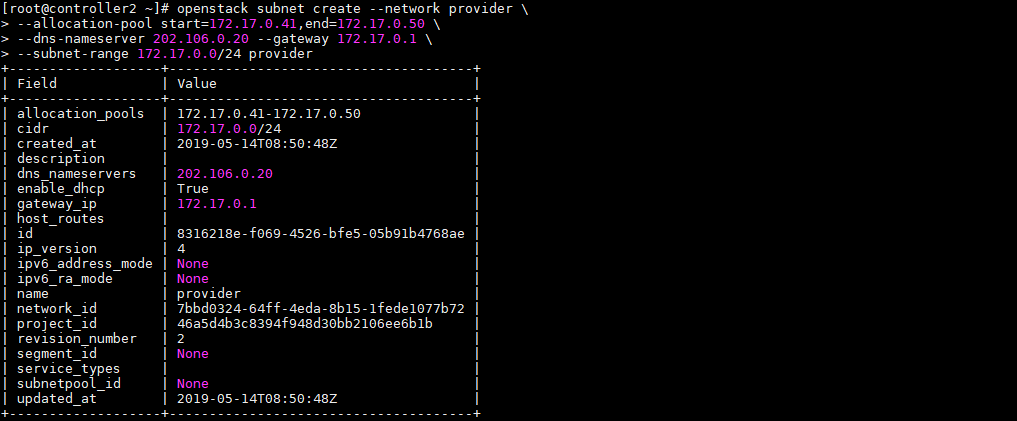 [root@controller2 ~]# openstack subnet create --network provider \
> --allocation-pool start=172.17.0.41,end=172.17.0.50 \
> --dns-nameserver 202.106.0.20 --gateway 172.17.0.1 \
> --subnet-range 172.17.0.0/24 provider
+-------------------+--------------------------------------+
| Field             | Value                                |
+-------------------+--------------------------------------+
| allocation_pools  | 172.17.0.41-172.17.0.50              |
| cidr              | 172.17.0.0/24                        |
| created_at        | 2019-05-14T08:50:48Z                 |
| description       |                                      |
| dns_nameservers   | 202.106.0.20                         |
| enable_dhcp       | True                                 |
| gateway_ip        | 172.17.0.1                           |
| host_routes       |                                      |
| id                | 8316218e-f069-4526-bfe5-05b91b4768ae |
| ip_version        | 4                                    |
| ipv6_address_mode | None                                 |
| ipv6_ra_mode      | None                                 |
| name              | provider                             |
| network_id        | 7bbd0324-64ff-4eda-8b15-1fede1077b72 |
| project_id        | 46a5d4b3c8394f948d30bb2106ee6b1b     |
| revision_number   | 2                                    |
| segment_id        | None                                 |
| service_types     |                                      |
| subnetpool_id     | None                                 |
| updated_at        | 2019-05-14T08:50:48Z                 |
+-------------------+--------------------------------------+